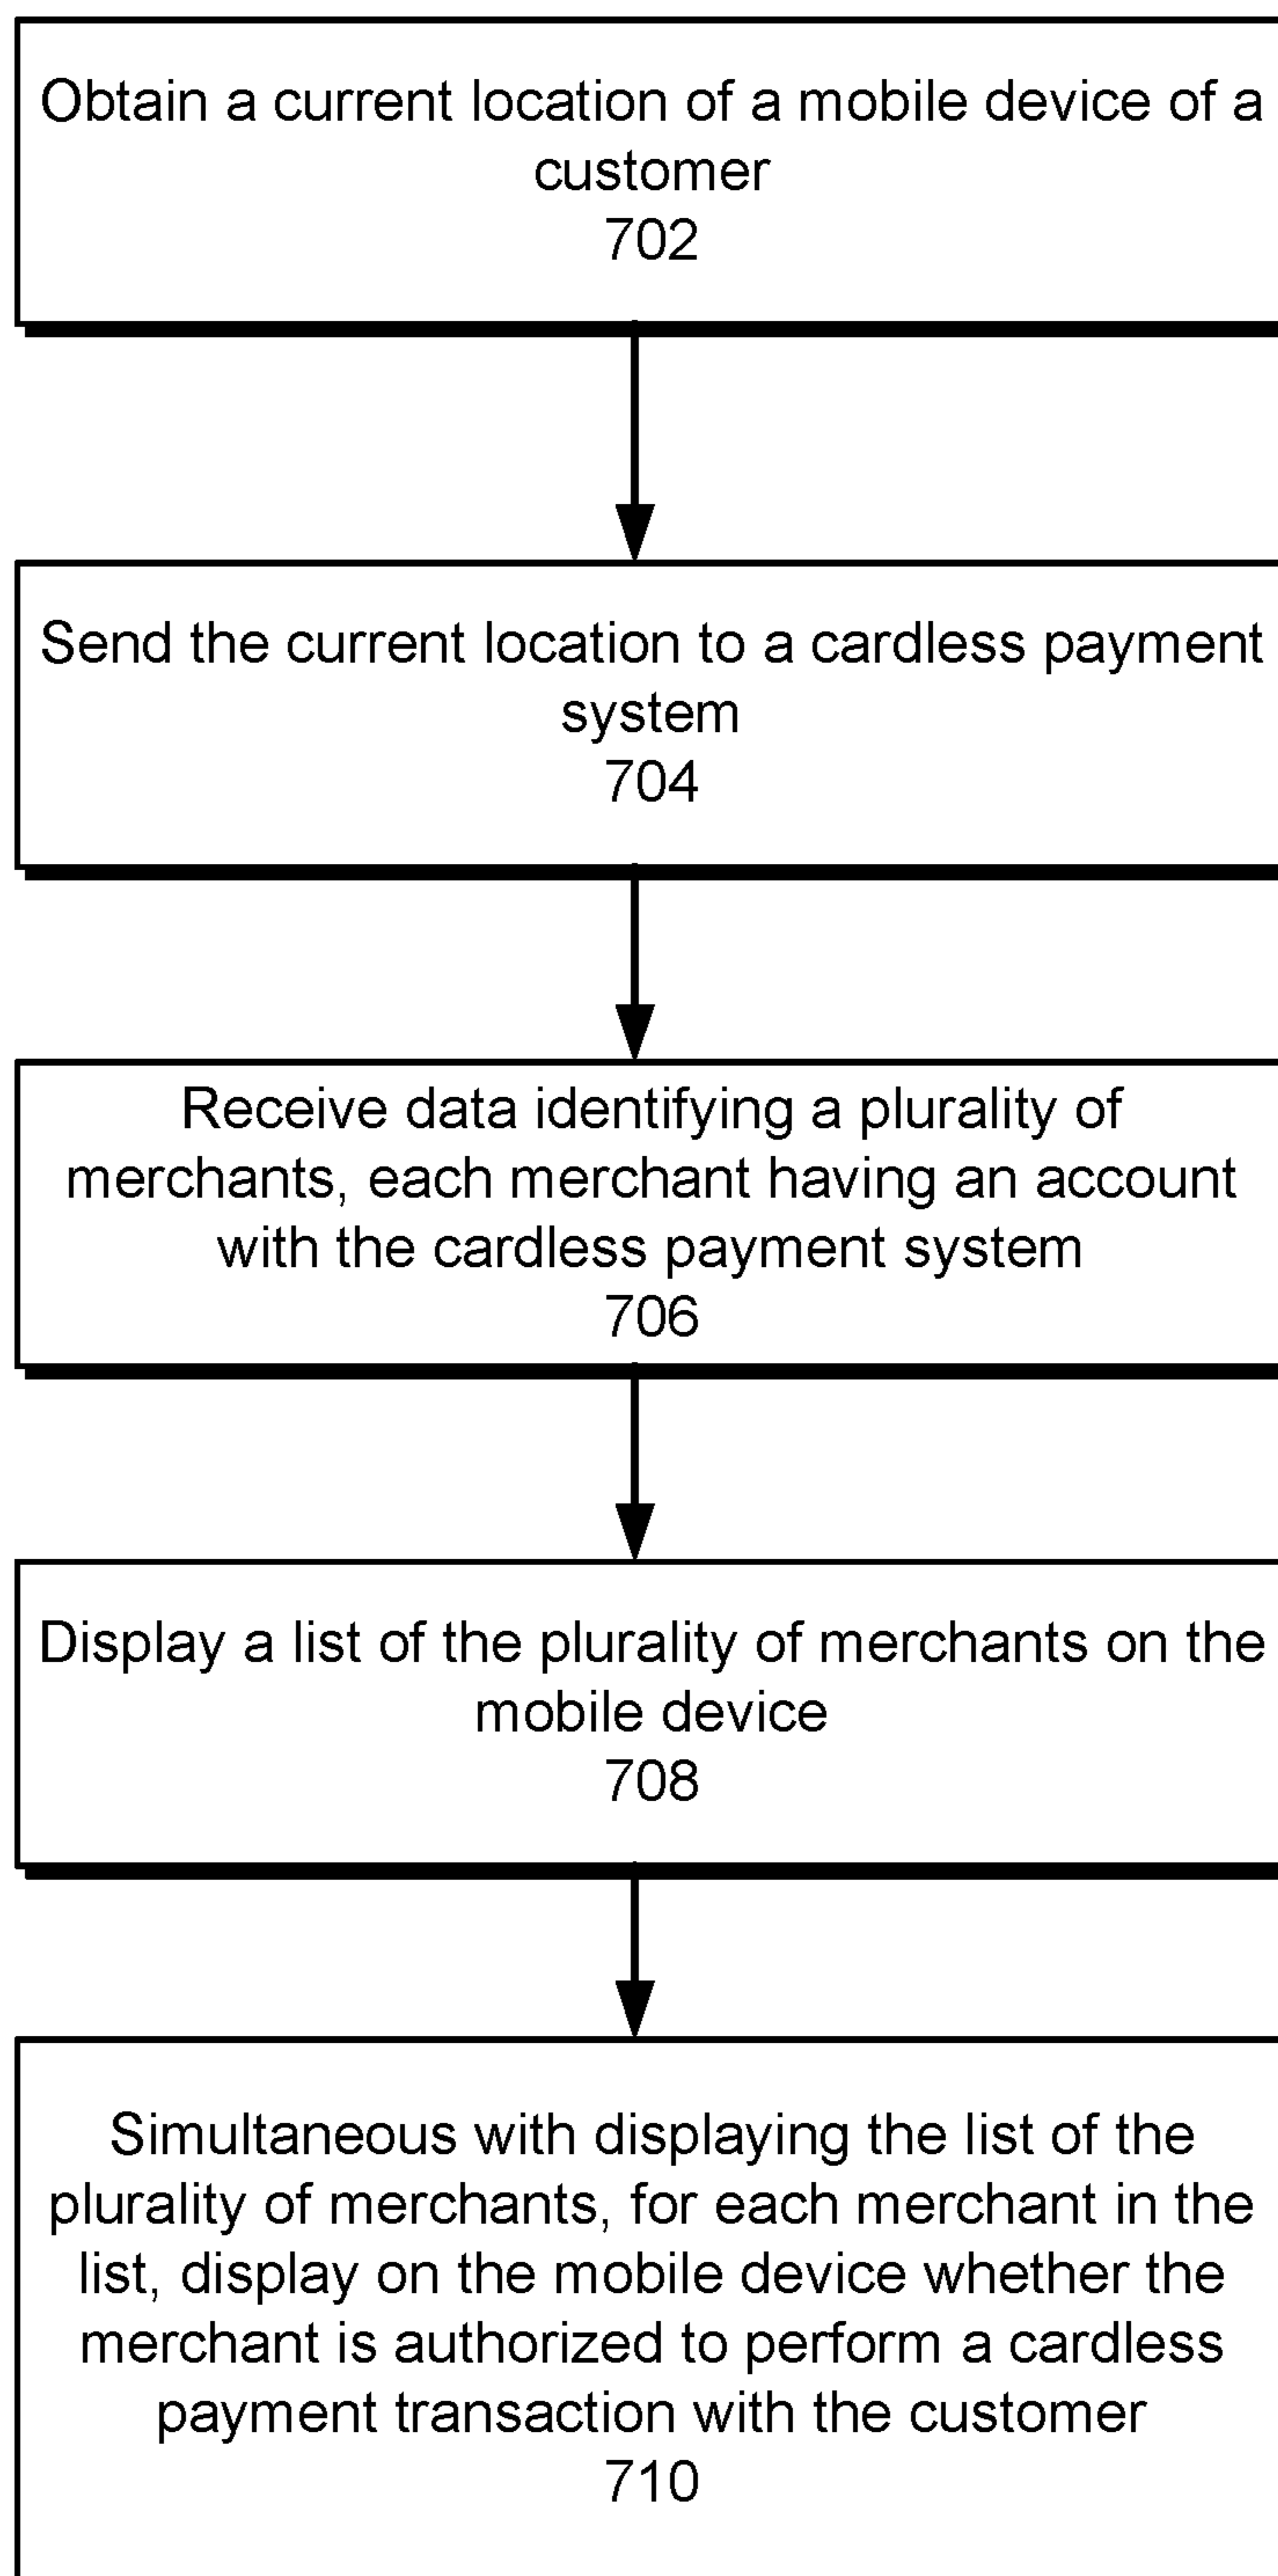 Obtain a current location of a mobile device of a
customer
702
Send the current location to a cardless payment
system
704
Receive data identifying a plurality of
merchants, each merchant having an account
with the cardless payment system
706
Display a list of the plurality of merchants on the
mobile device
708
Simultaneous with displaying the list of the
plurality of merchants, for each merchant in the
list, display on the mobile device whether the
merchant is authorized to perform a cardless
payment transaction with the customer
710